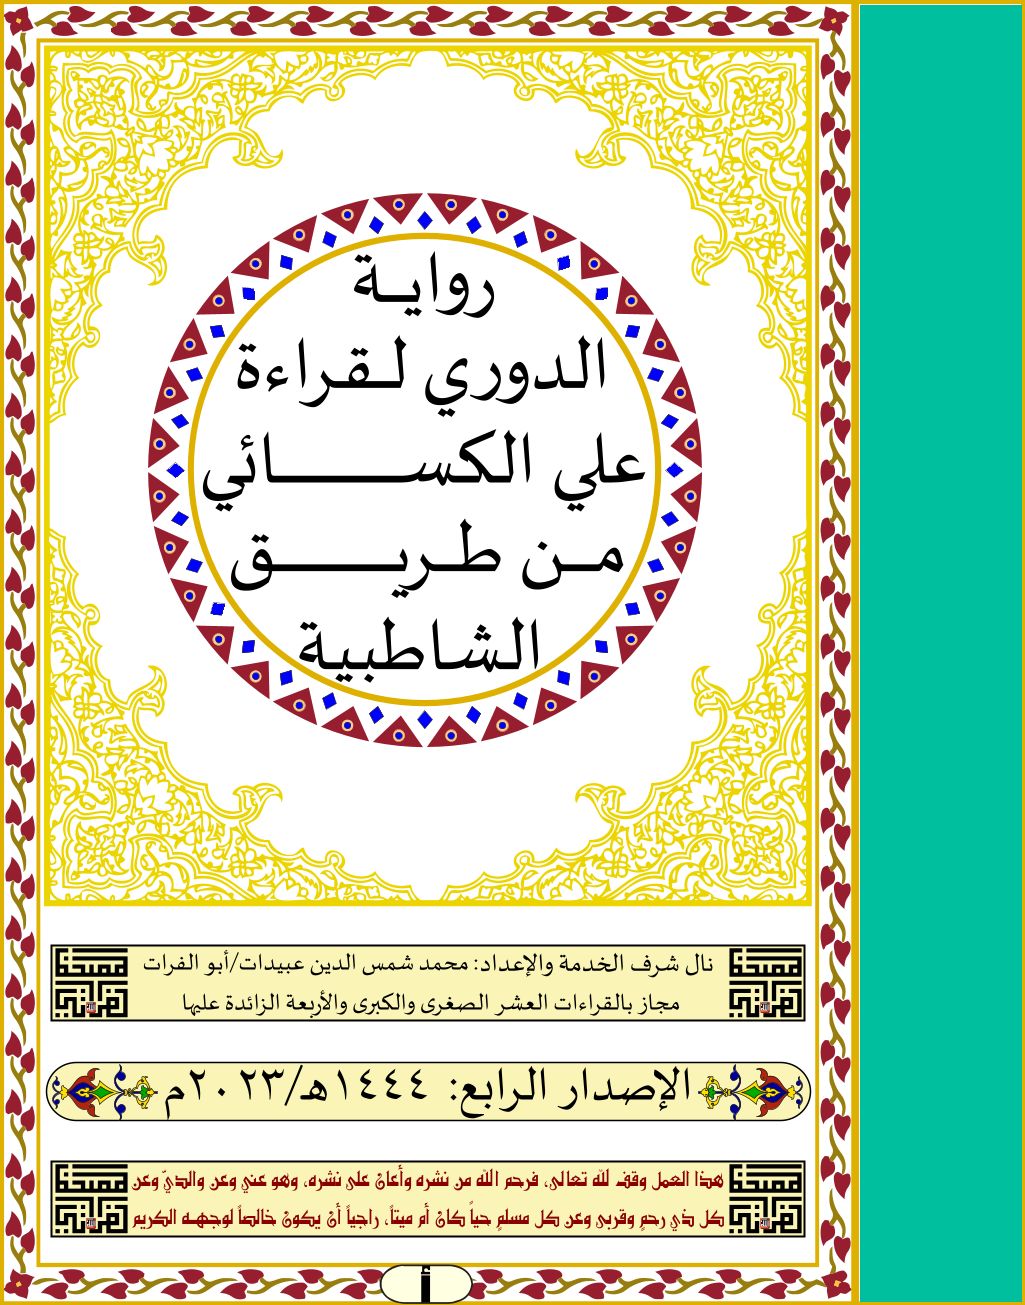 روايـة
الدوري لـقـراءة
علي الكسـائي
مـن طـريـق
الشـاطبيـة
نال شرف الخدمة والإعداد: محمد شمس الدين عبيدات/أبو الفرات
مجاز بالقراءات العشر الصغرى والكبرى والأربعة الزائدة عليها
الإصدار الرابع: ١٤٤٤هـ/٢٠٢٣م
هذا العمل وقف لله تعالى، فرحم الله من نشره وأعان على نشره، وهو عني وعن والديّ وعن
كل ذي رحمٍ وقربى وعن كل مسلمٍ حياً كان أم ميتاً، راجياً أن يكون خالصاً لوجهـه الكريم
أ